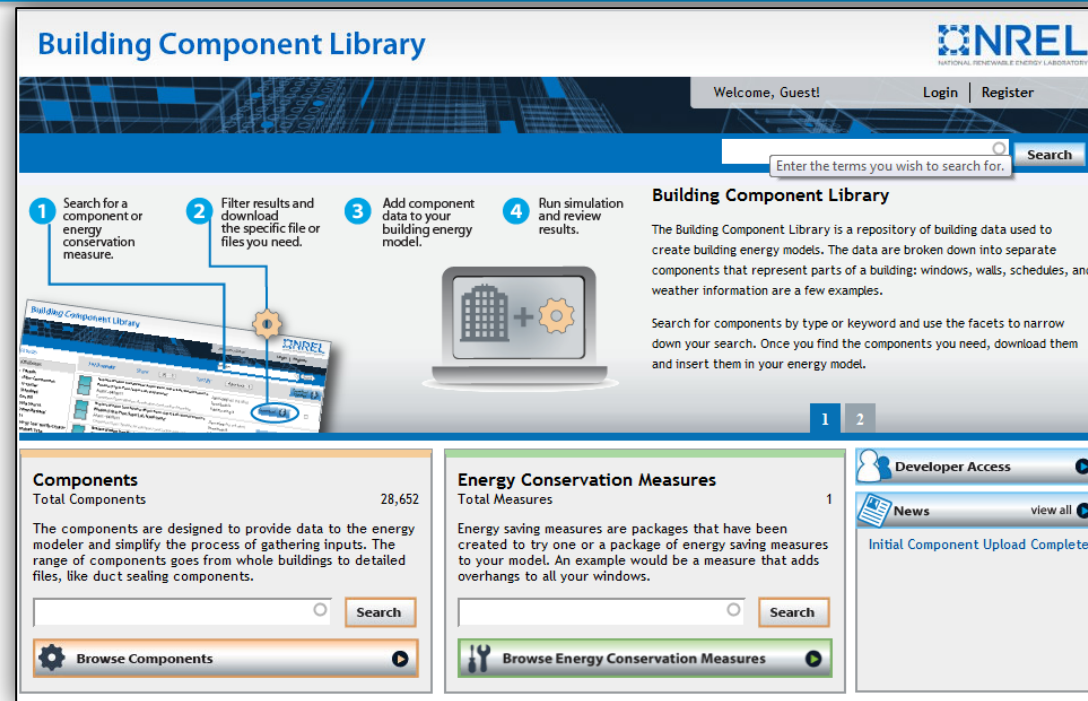 Building Component Library
NREL
NATIONAL RENEWABLE ENERGY LABORATORY
Welcome, Guest!
Login
Register
Search
Enter the terms you wish to search for.
1
Search for a
component or
energy
conservation
measure.
2
Filter results and
download
the specific file or
files you need.
3
Add component
data to your
building energy
model.
4
Run simulation
and review
results.
Building Component Library
NREL
Building Component Library
The Building Component Library is a repository of building data used to
create building energy models. The data are broken down into separate
components that represent parts of a building: windows, walls, schedules, and
weather information are a few examples.
Search for components by type or keyword and use the facets to narrow
down your search. Once you find the components you need, download them
and insert them in your energy model.
1 2
Components
Total Components 28,652
The components are designed to provide data to the energy
modeler and simplify the process of gathering inputs. The
range of components goes from whole buildings to detailed
files, like duct sealing components.
Search
Browse Components
Energy Conservation Measures
Total Measures 1
Energy saving measures are packages that have been
created to try one or a package of energy saving measures
to your model. An example would be a measure that adds
overhangs to all your windows.
Search
Browse Energy Conservation Measures
Developer Access
News view all
Initial Component Upload Complete